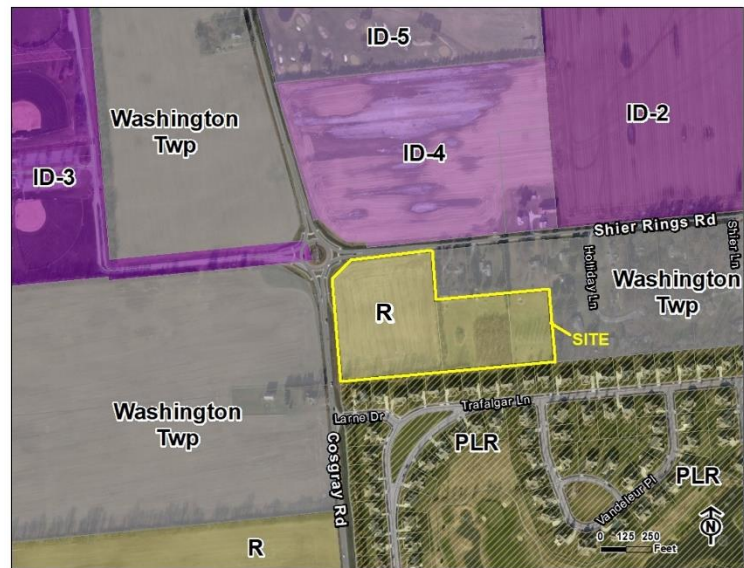 ID-5
ID-2
Washington
Twp
ID-4
ID-3
Shier Rings Rd
Shier Ln
Holliday Ln
Washington
Twp
R
SITE
Washington
Twp
Larne Dr
Trafalgar Ln
Cosgray Rd
PLR
PLR
Vandeleur Pl
R
N
0 125 250
Feet